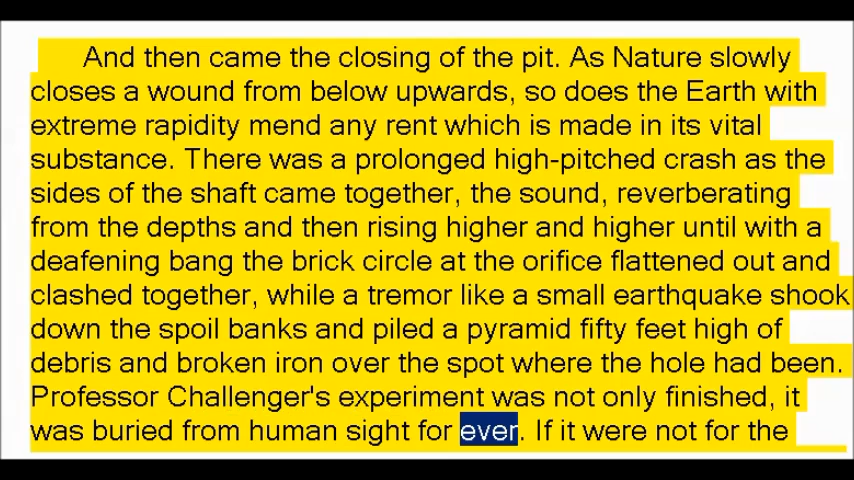 And then came the closing of the pit. As Nature slowly
closes a wound from below upwards, so does the Earth with
extreme rapidity mend any rent which is made in its vital
substance. There was a prolonged high-pitched crash as the
sides of the shaft came together, the sound, reverberating
from the depths and then rising higher and higher until with a
deafening bang the brick circle at the orifice flattened out and
clashed together, while a tremor like a small earthquake shook
down the spoil banks and piled a pyramid fifty feet high of
debris and broken iron over the spot where the hole had been.
Professor Challenger's experiment was not only finished, it
was buried from human sight for ever. If it were not for the